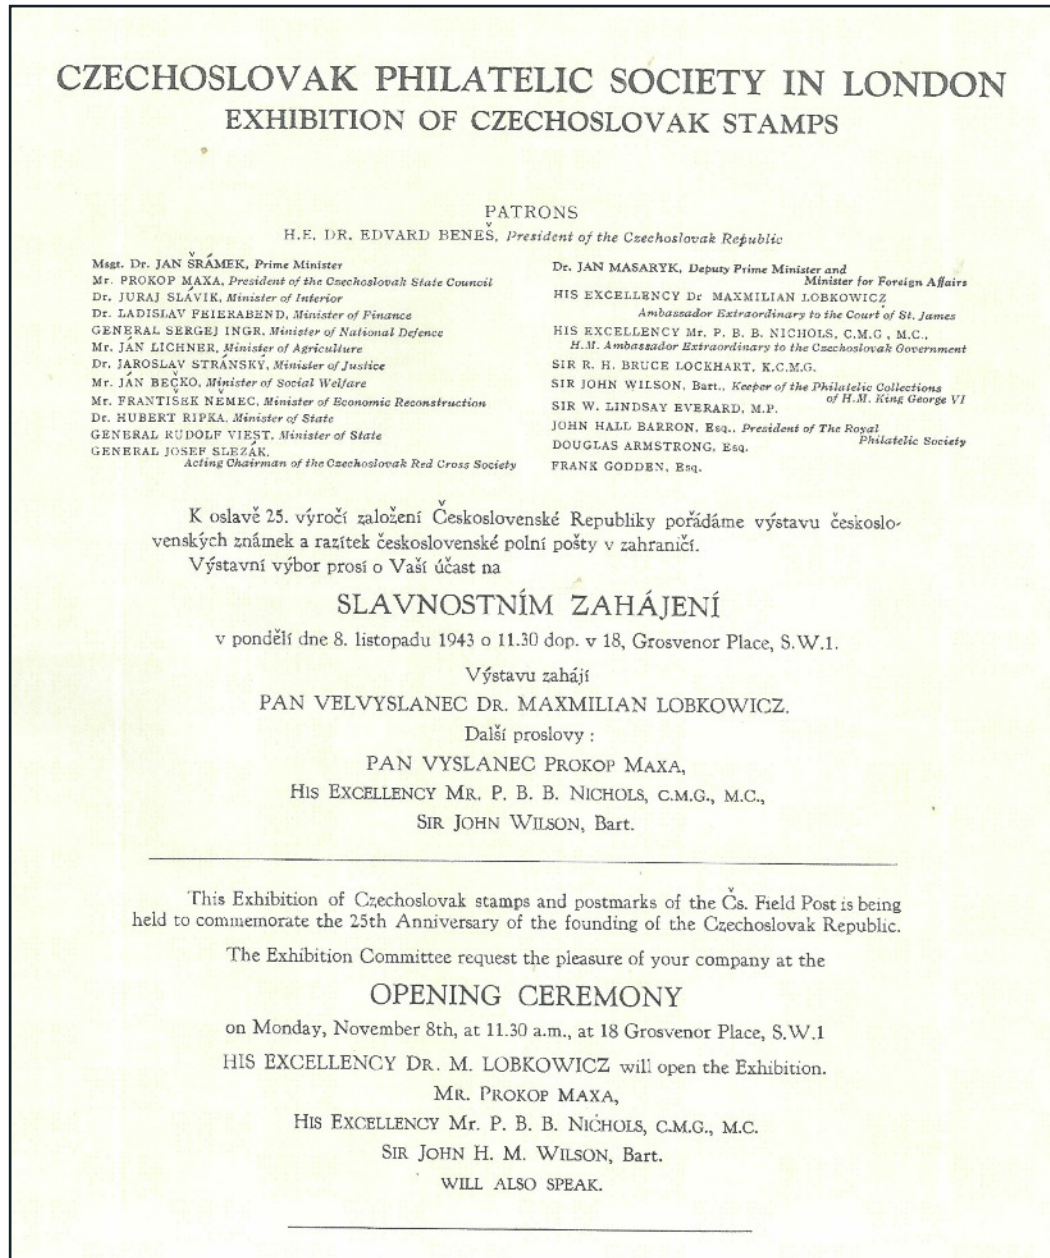 CZECHOSLOVAK PHILATELIC SOCIETY IN LONDON
EXHIBITION OF CZECHOSLOVAK STAMPS
PATRONS
H.E. DR. EDVARD BENEŠ, President of the Czechoslovak Republic
Msgr. Dr. JAN ŠRÁMEK, Prime Minister
Mr. PROKOP MAXA, President of the Czechoslovak State Council
Dr. JURAJ SLÁVIK, Minister of Interior
Dr. LADISLAV FEIERABEND, Minister of Finance
GENERAL SERGEJ INGR, Minister of National Defence
Mr. JÁN LICHNER, Minister of Agriculture
Dr. JAROSLAV STRÁNSKÝ, Minister of Justice
Mr. JÁN BEČKO, Minister of Social Welfare
Mr. FRANTIŠEK NĚMEC, Minister of Economic Reconstruction
Dr. HUBERT RIPKA, Minister of State
GENERAL RUDOLF VIEST, Minister of State
GENERAL JOSEF SLEZÁK,
Acting Chairman of the Czechoslovak Red Cross Society
Dr. JAN MASARYK, Deputy Prime Minister and
Minister for Foreign Affairs
HIS EXCELLENCY Dr MAXMILIAN LOBKOWICZ
Ambassador Extraordinary to the Court of St. James
HIS EXCELLENCY Mr. P. B. B. NICHOLS, C.M.G , M.C.,
H.M. Ambassador Extraordinary to the Czechoslovak Government
SIR R. H. BRUCE LOCKHART, K.C.M.G.
SIR JOHN WILSON, Bart., Keeper of the Philatelic Collections
of H.M. King George VI
SIR W. LINDSAY EVERARD, M.P.
JOHN HALL BARRON, Esq., President of The Royal
Philatelic Society
DOUGLAS ARMSTRONG, Esq.
FRANK GODDEN, Esq.
K oslavě 25. výročí založení Československé Republiky pořádáme výstavu českoslo-
venských známek a razítek československé polní pošty v zahraničí.
Výstavní výbor prosí o Vaší účast na
SLAVNOSTNÍM ZAHÁJENÍ
v pondělí dne 8. listopadu 1943 o 11.30 dop. v 18, Grosvenor Place, S.W.1.
Výstavu zahájí
PAN VELVYSLANEC DR. MAXMILIAN LOBKOWICZ.
Další proslovy :
PAN VYSLANEC PROKOP MAXA,
HIS EXCELLENCY MR. P. B. B. NICHOLS, C.M.G., M.C.,
SIR JOHN WILSON, Bart.
This Exhibition of Czechoslovak stamps and postmarks of the Čs. Field Post is being
held to commemorate the 25th Anniversary of the founding of the Czechoslovak Republic.
The Exhibition Committee request the pleasure of your company at the
OPENING CEREMONY
on Monday, November 8th, at 11.30 a.m., at 18 Grosvenor Place, S.W.1
HIS EXCELLENCY DR. M. LOBKOWICZ will open the Exhibition.
MR. PROKOP MAXA,
HIS EXCELLENCY Mr. P. B. B. NICHOLS, C.M.G., M.C.
SIR JOHN H. M. WILSON, Bart.
WILL ALSO SPEAK.